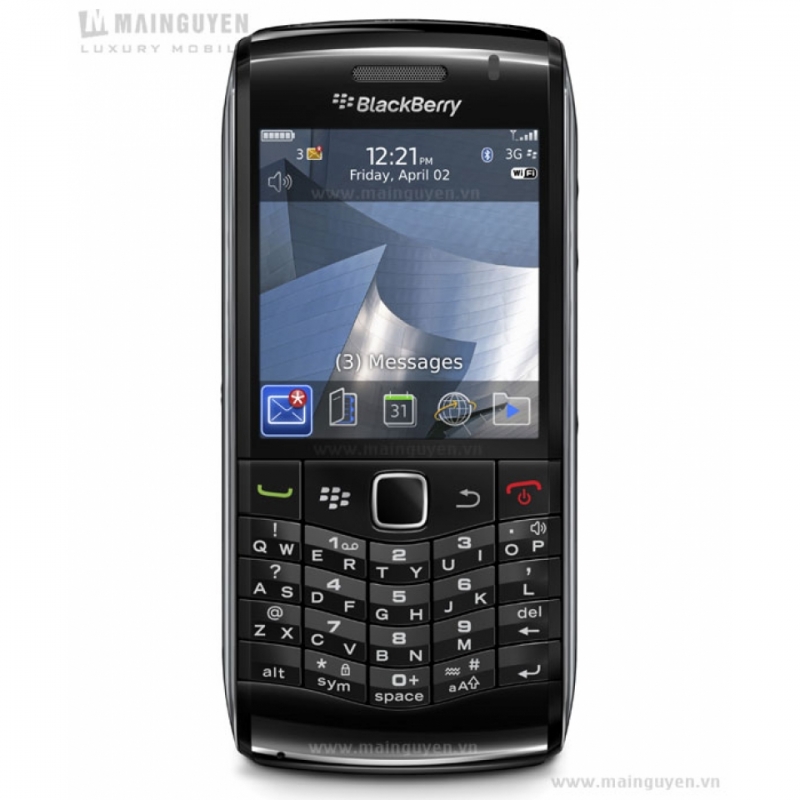 MAINGUYEN
LUXURY MOBIL
BlackBerry
3 12:21PM 3G
Friday, April 02 WiFi
www.mainguyen.vn
(3) Messages
31
www.mainguyen.vn
! 1 2 3 .
Q W E R T Y U I O P
? 4 5 6 ,
A S D F G H J K L
@ 7 8 9 del
Z X C V B N M
alt * sym 0+ space # aA
www.mainguyen.vn
www.mainguyen.vn